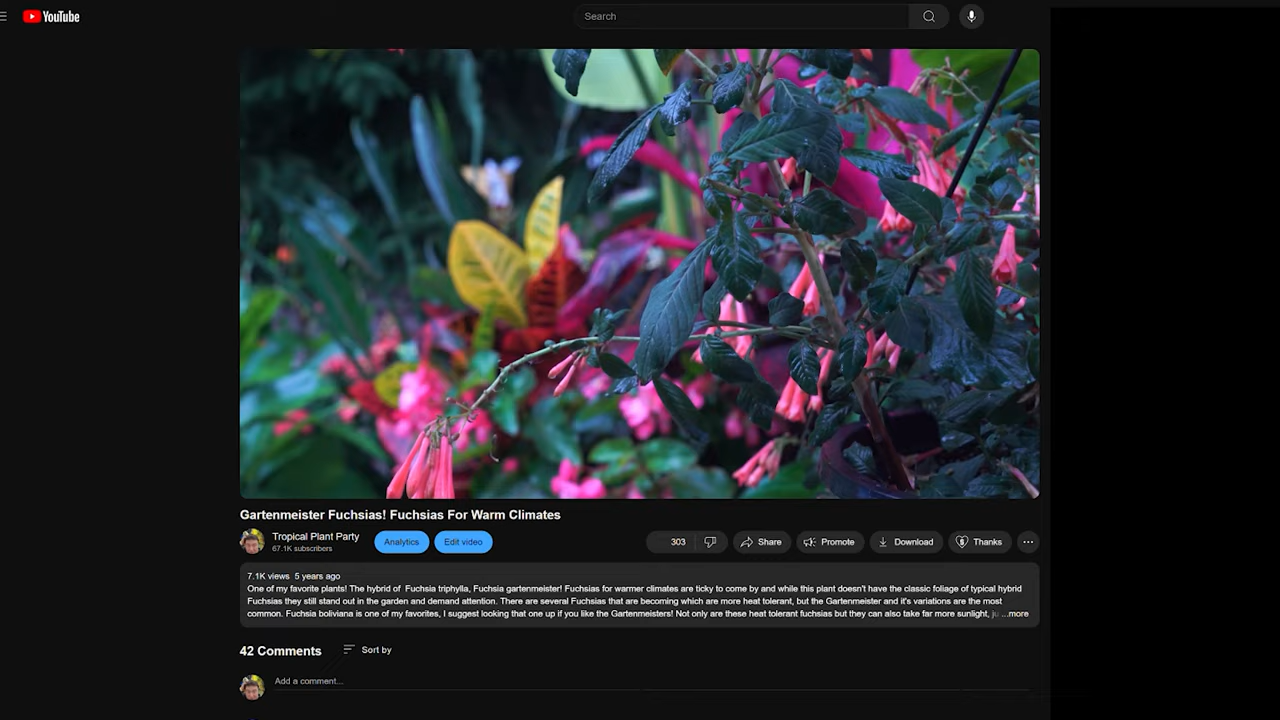 YouTube
Search
Gartenmeister Fuchsias! Fuchsias For Warm Climates
Tropical Plant Party
67.1K subscribers
Analytics
Edit video
303
Share
Promote
Download
Thanks
7.1K views 5 years ago
One of my favorite plants! The hybrid of Fuchsia triphylla, Fuchsia gartenmeister! Fuchsias for warmer climates are ticky to come by and while this plant doesn't have the classic foliage of typical hybrid
Fuchsias they still stand out in the garden and demand attention. There are several Fuchsias that are becoming which are more heat tolerant, but the Gartenmeister and it's variations are the most
common. Fuchsia boliviana is one of my favorites, I suggest looking that one up if you like the Gartenmeisters! Not only are these heat tolerant fuchsias but they can also take far more sunlight, ...more
42 Comments
Sort by
Add a comment...